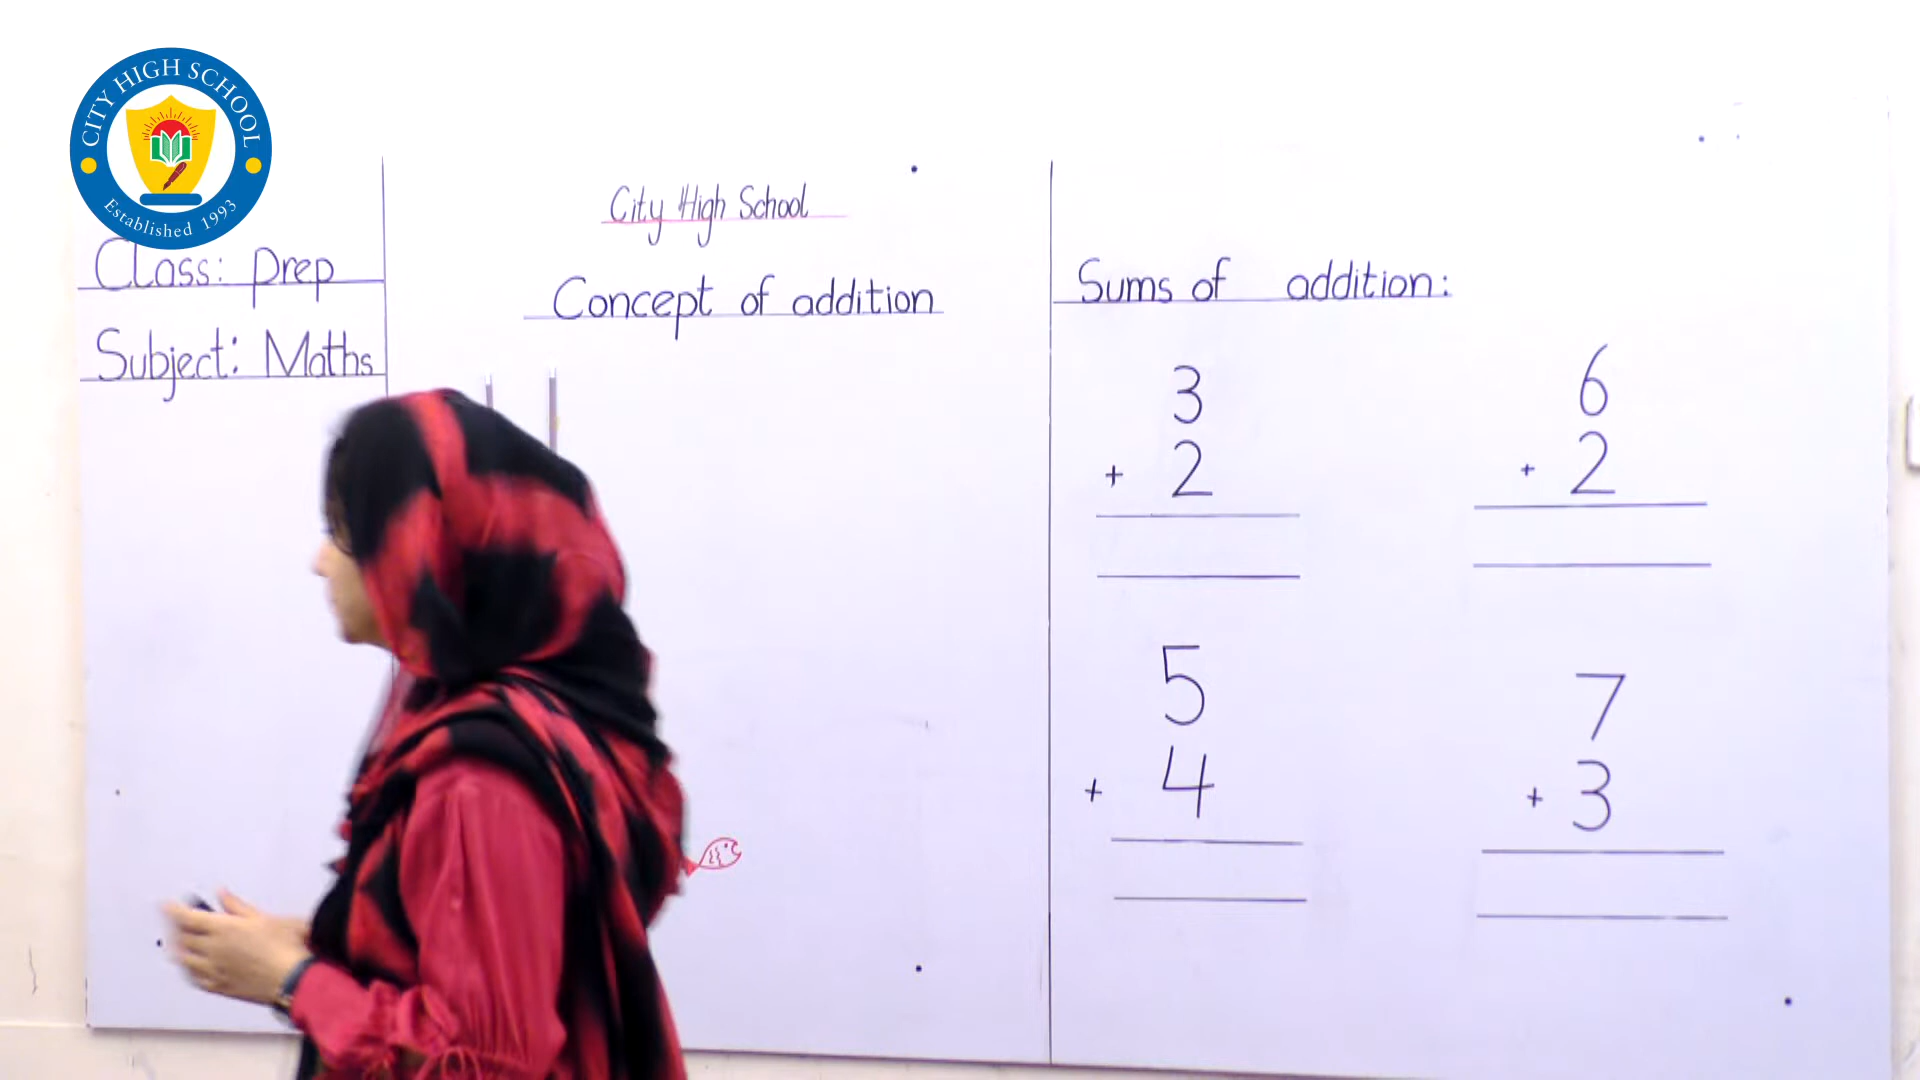 CITY HIGH SCHOOL
Established 1993
Class: Prep
Subject: Maths
City High School
Concept of addition
Sums of addition:
3
+ 2
6
+ 2
5
+ 4
7
+ 3